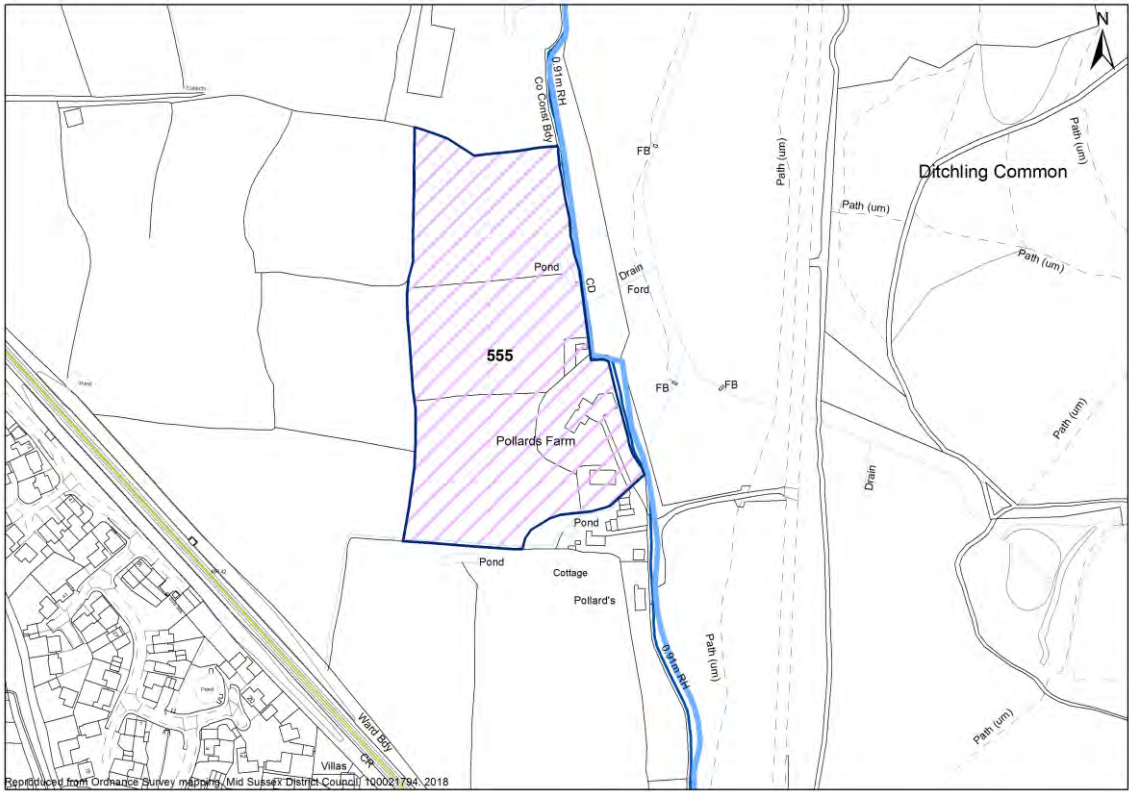 N
0.91m RH
Co Const Bdy
FB
Path (um)
Path (um)
Ditchling Common
Path (um)
Path (um)
Pond
Drain
Ford
CD
555
FB
FB
Path (um)
Pollards Farm
Drain
Pond
Pond
Cottage
Pollard's
Path (um)
0.91m RH
Path (um)
Pond
Ward Bdy
CR
Villas
Reproduced from Ordnance Survey mapping, Mid Sussex District Council, 100021794, 2018